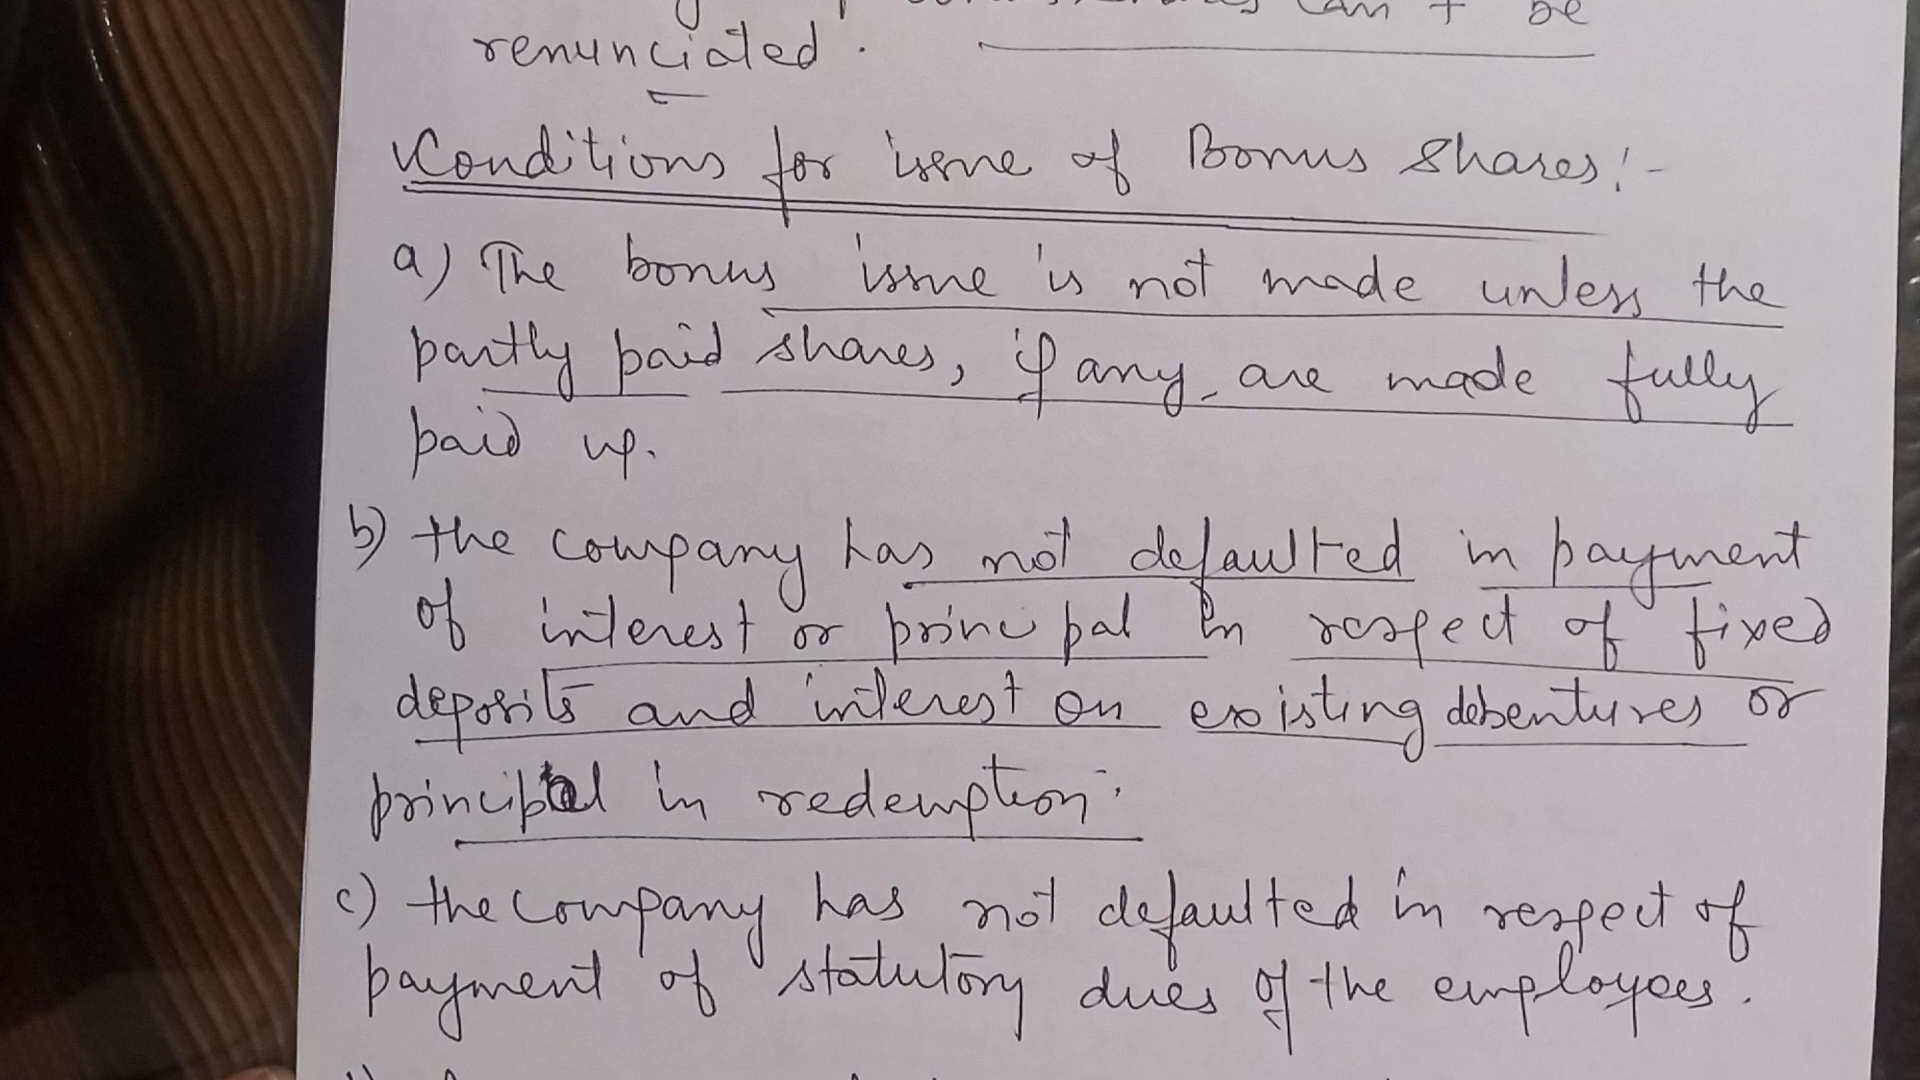 can't be
renunciated.
Conditions for issue of Bonus Shares:-
a) The bonus issue is not made unless the
partly paid shares, if any, are made fully
paid up.
b) the company has not defaulted in payment
of interest or principal in respect of fixed
deposits and interest on existing debentures or
principal in redemption.
c) the company has not defaulted in respect of
payment of statutory dues of the employees.